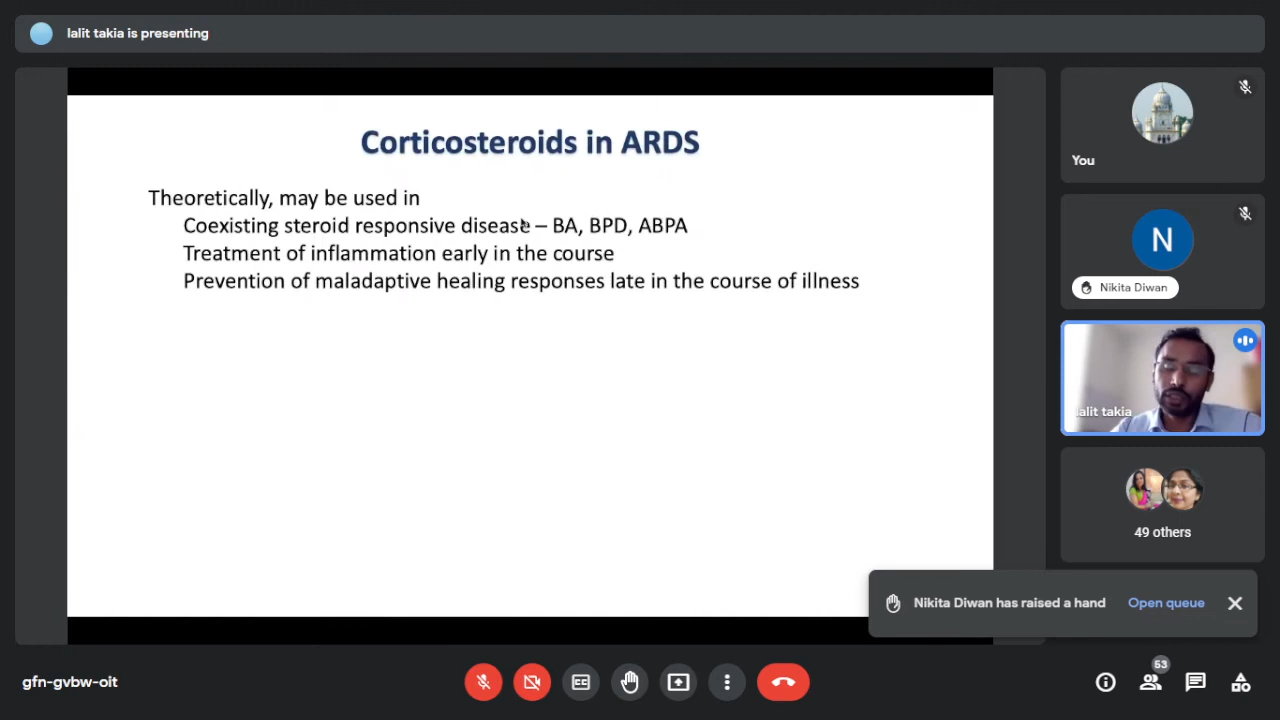 lalit takia is presenting
Corticosteroids in ARDS
Theoretically, may be used in
Coexisting steroid responsive disease – BA, BPD, ABPA
Treatment of inflammation early in the course
Prevention of maladaptive healing responses late in the course of illness
You
N
Nikita Diwan
lalit takia
49 others
Nikita Diwan has raised a hand
Open queue
gfn-gvbw-oit
CC
53